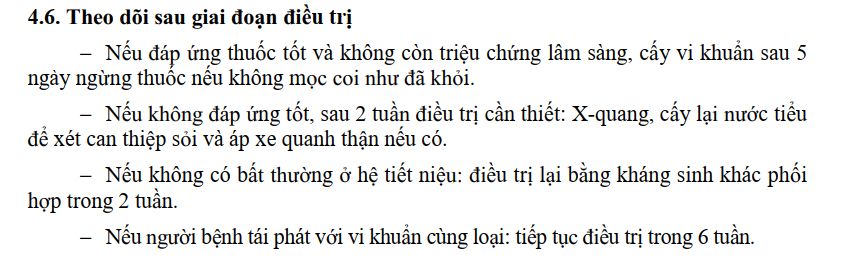 4.6. Theo dõi sau giai đoạn điều trị
– Nếu đáp ứng thuốc tốt và không còn triệu chứng lâm sàng, cấy vi khuẩn sau 5
ngày ngừng thuốc nếu không mọc coi như đã khỏi.
– Nếu không đáp ứng tốt, sau 2 tuần điều trị cần thiết: X-quang, cấy lại nước tiểu
để xét can thiệp sỏi và áp xe quanh thận nếu có.
– Nếu không có bất thường ở hệ tiết niệu: điều trị lại bằng kháng sinh khác phối
hợp trong 2 tuần.
– Nếu người bệnh tái phát với vi khuẩn cùng loại: tiếp tục điều trị trong 6 tuần.